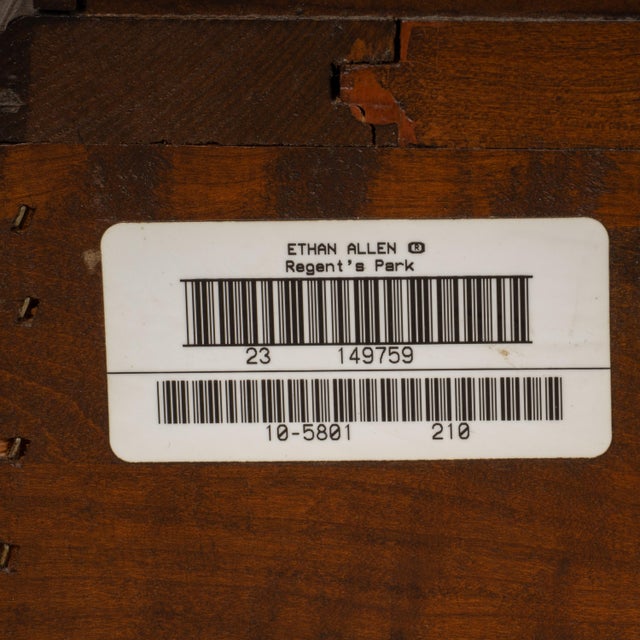 ETHAN ALLEN ®
Regent's Park
23 149759
10-5801 210